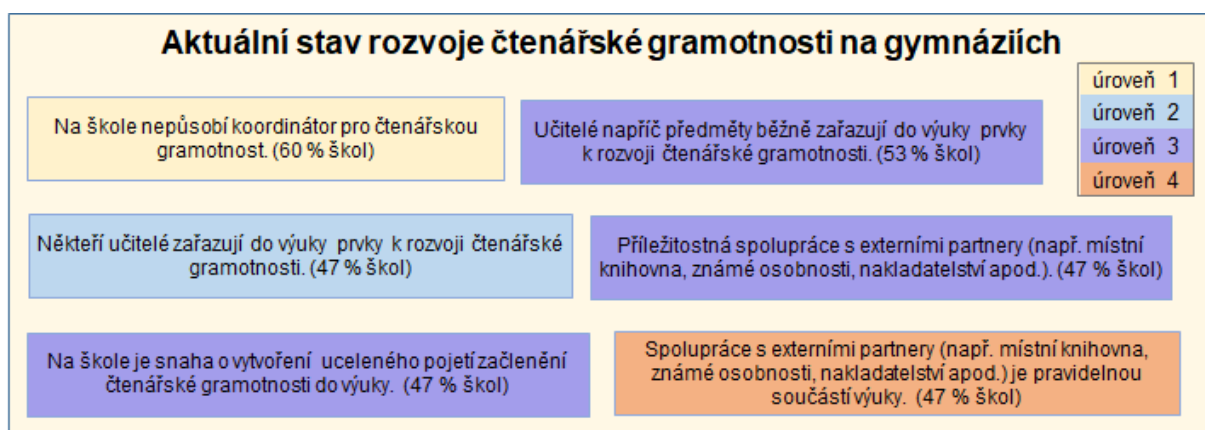 Aktuální stav rozvoje čtenářské gramotnosti na gymnáziích
úroveň 1
úroveň 2
úroveň 3
úroveň 4
Na škole nepůsobí koordinátor pro čtenářskou
gramotnost. (60 % škol)
Učitelé napříč předměty běžně zařazují do výuky prvky
k rozvoji čtenářské gramotnosti. (53 % škol)
Někteří učitelé zařazují do výuky prvky k rozvoji čtenářské
gramotnosti. (47 % škol)
Příležitostná spolupráce s externími partnery (např. místní
knihovna, známé osobnosti, nakladatelství apod.). (47 % škol)
Na škole je snaha o vytvoření uceleného pojetí začlenění
čtenářské gramotnosti do výuky. (47 % škol)
Spolupráce s externími partnery (např. místní knihovna,
známé osobnosti, nakladatelství apod.) je pravidelnou
součástí výuky. (47 % škol)